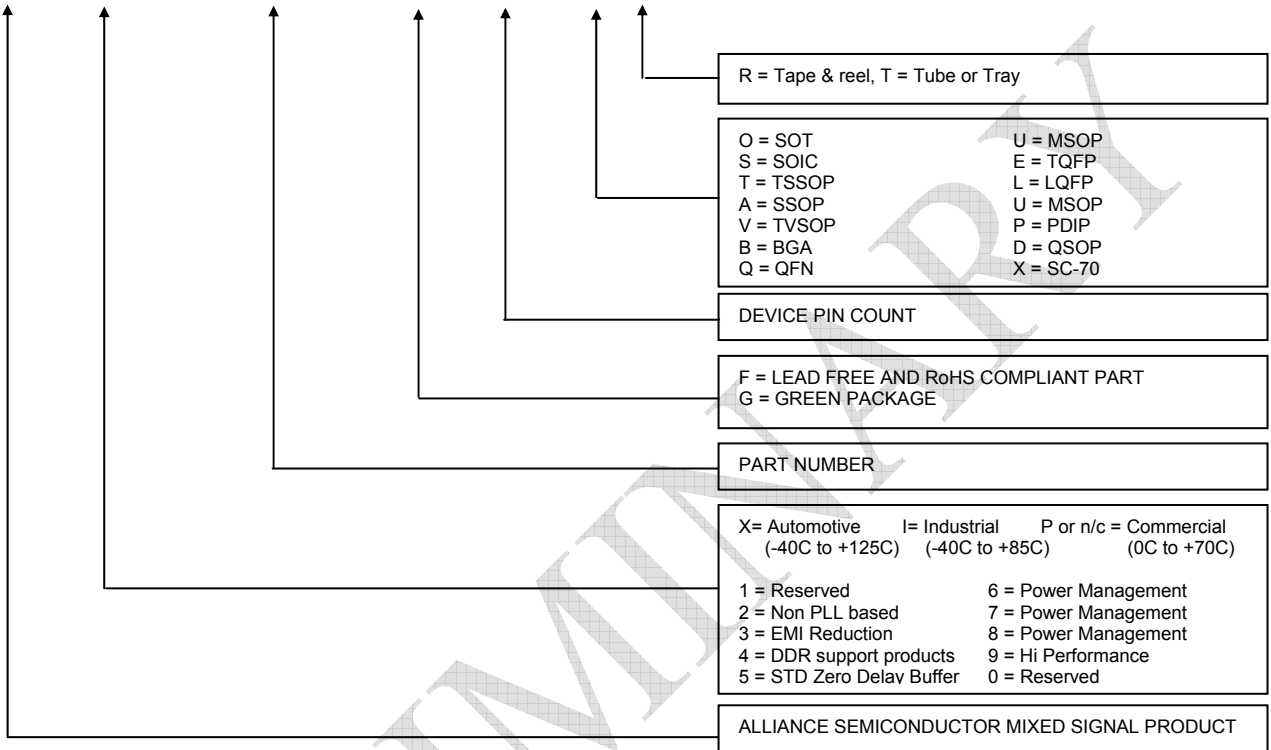 R = Tape & reel, T = Tube or Tray
O = SOT U = MSOP
S = SOIC E = TQFP
T = TSSOP L = LQFP
A = SSOP U = MSOP
V = TVSOP P = PDIP
B = BGA D = QSOP
Q = QFN X = SC-70
DEVICE PIN COUNT
F = LEAD FREE AND RoHS COMPLIANT PART
G = GREEN PACKAGE
PART NUMBER
X= Automotive I= Industrial P or n/c = Commercial
(-40C to +125C) (-40C to +85C) (0C to +70C)
1 = Reserved 6 = Power Management
2 = Non PLL based 7 = Power Management
3 = EMI Reduction 8 = Power Management
4 = DDR support products 9 = Hi Performance
5 = STD Zero Delay Buffer 0 = Reserved
ALLIANCE SEMICONDUCTOR MIXED SIGNAL PRODUCT
IMINARY